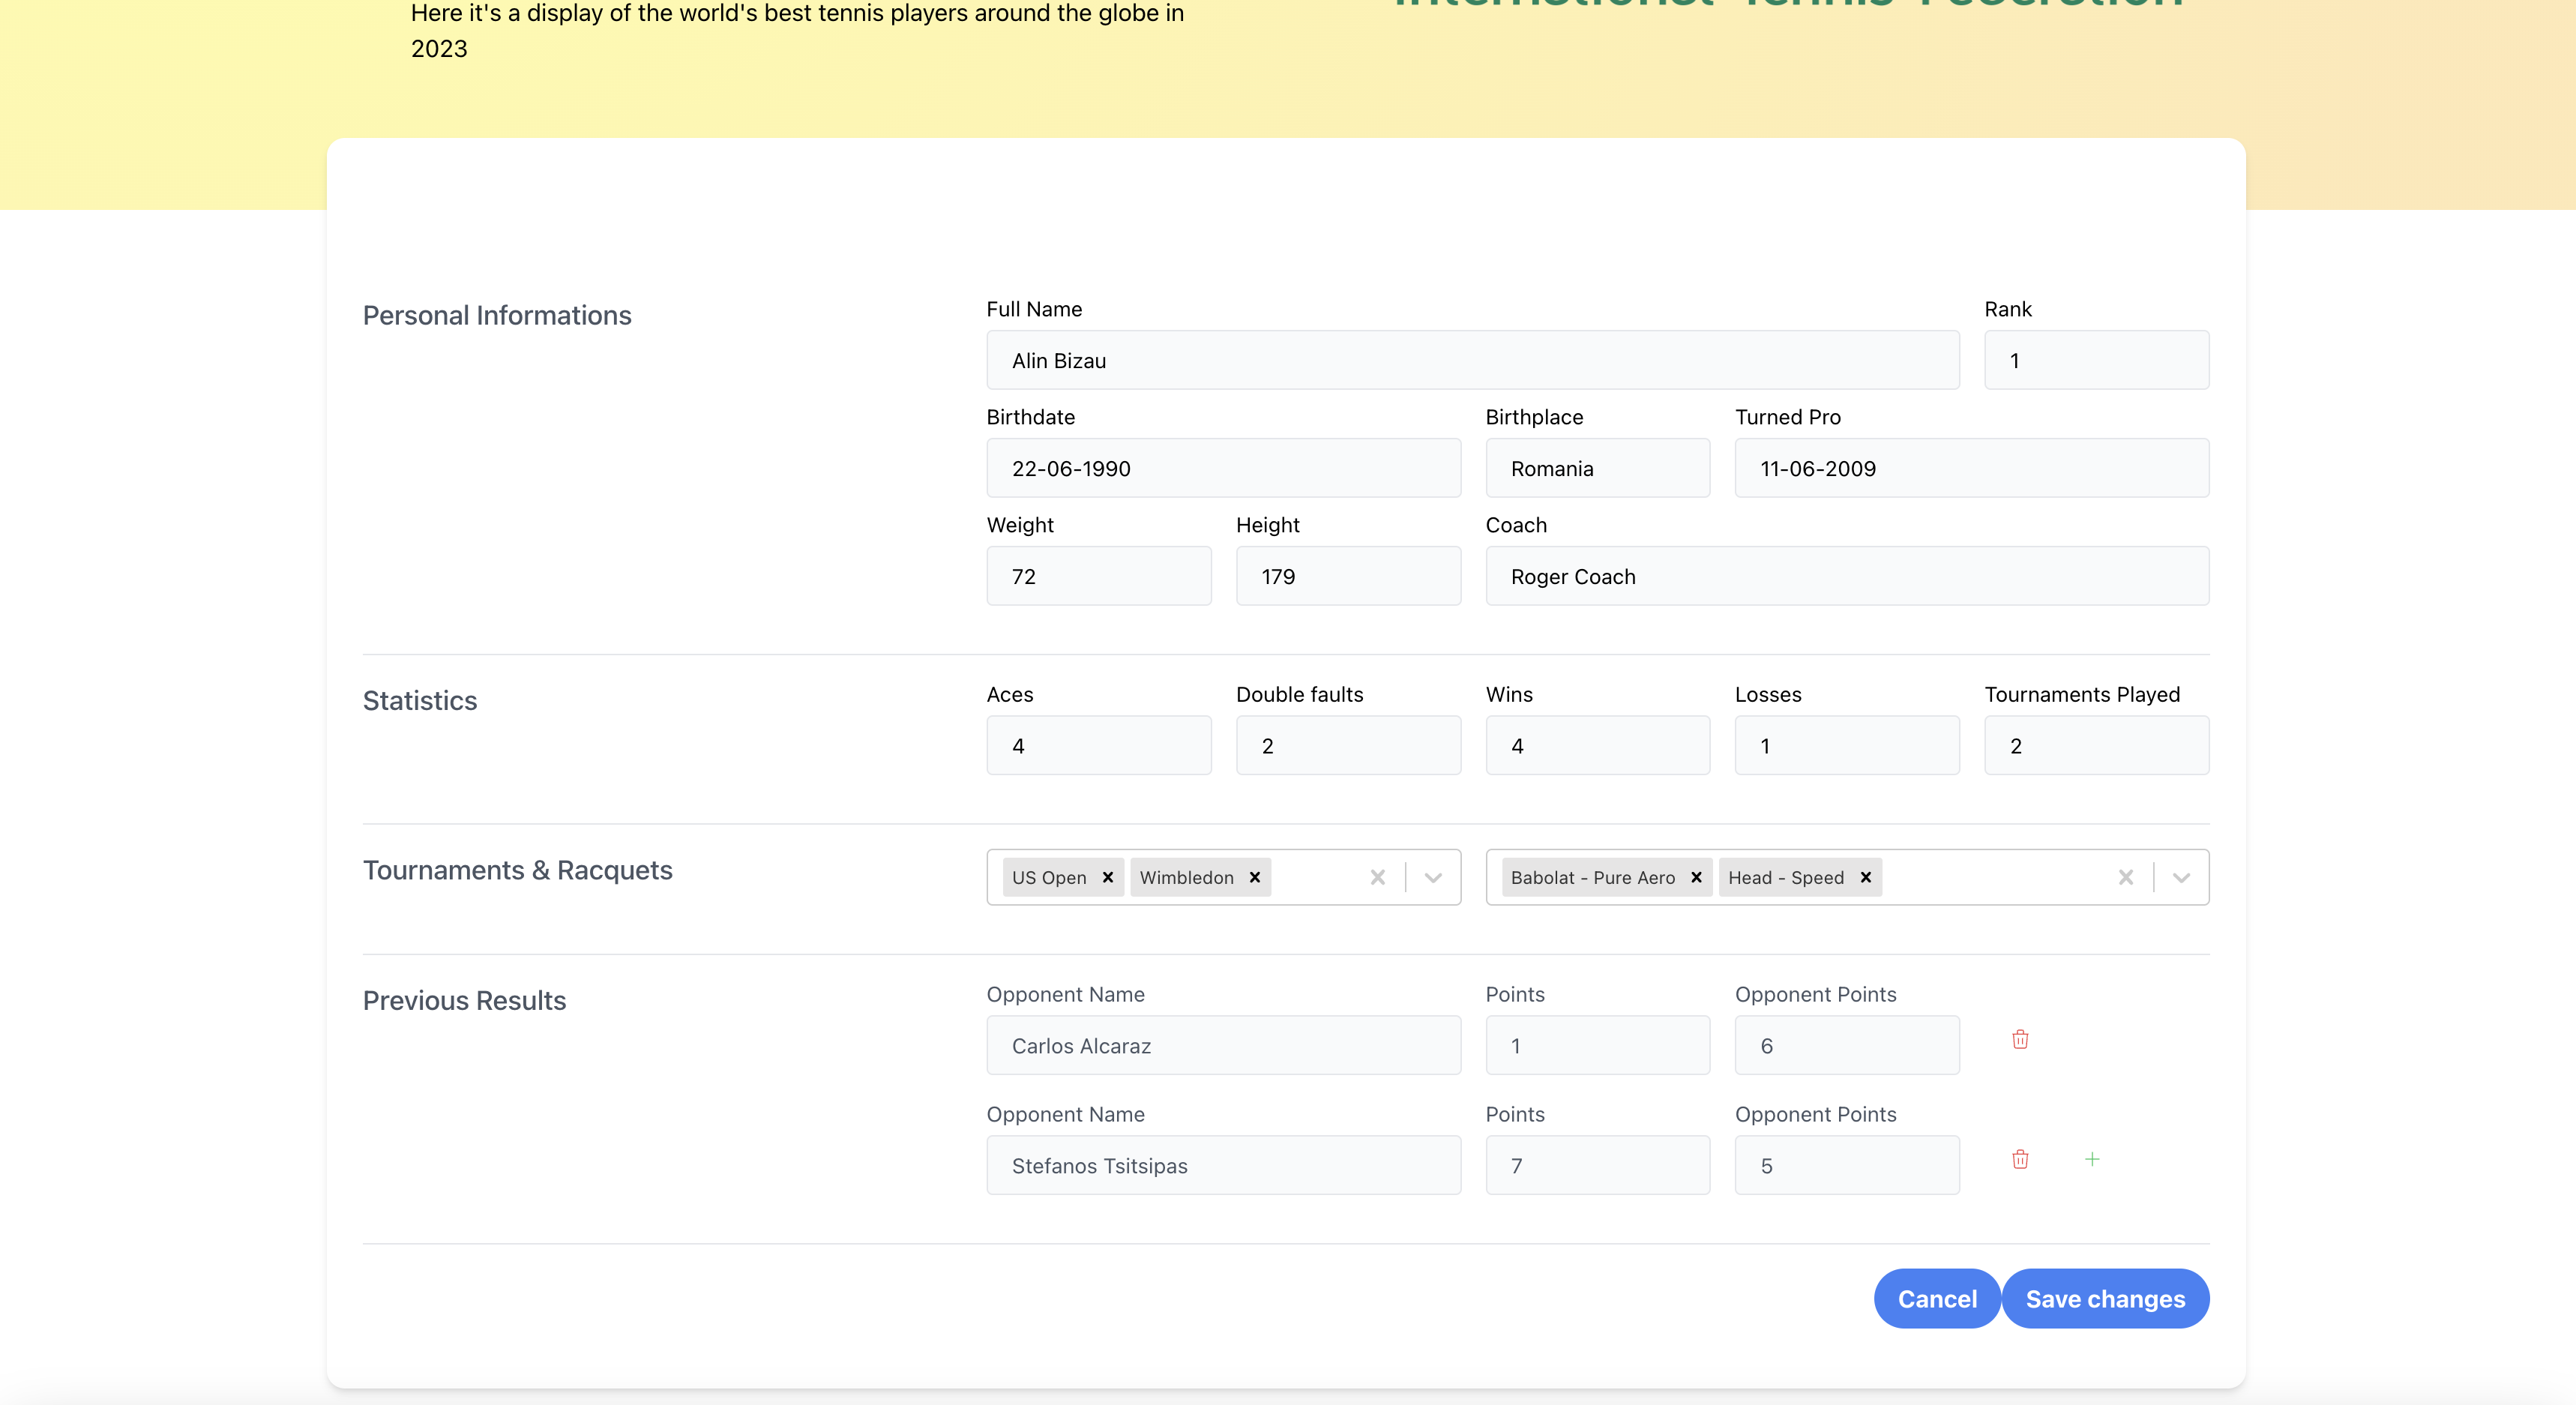 Here it's a display of the world's best tennis players around the globe in
2023
International Tennis Federation
Personal Informations
Full Name
Rank
Alin Bizau
1
Birthdate
Birthplace
Turned Pro
22-06-1990
Romania
11-06-2009
Weight
Height
Coach
72
179
Roger Coach
Statistics
Aces
Double faults
Wins
Losses
Tournaments Played
4
2
4
1
2
Tournaments & Racquets
US Open
Wimbledon
Babolat - Pure Aero
Head - Speed
Previous Results
Opponent Name
Points
Opponent Points
Carlos Alcaraz
1
6
Opponent Name
Points
Opponent Points
Stefanos Tsitsipas
7
5
Cancel
Save changes